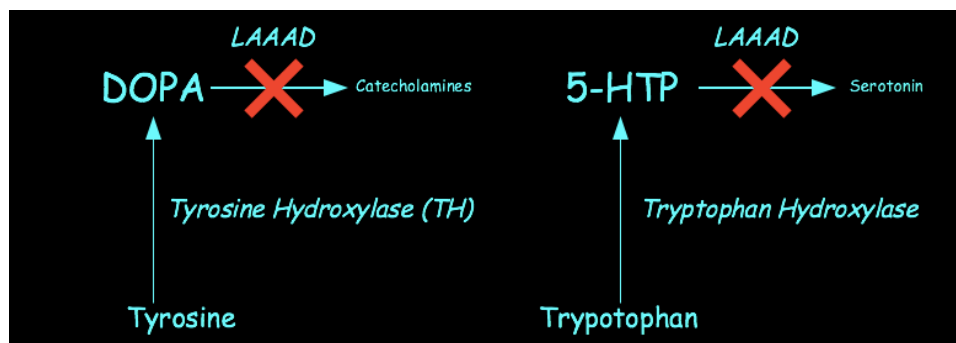 LAAAD
DOPA
Catecholamines
Tyrosine Hydroxylase (TH)
Tyrosine
LAAAD
5-HTP
Serotonin
Tryptophan Hydroxylase
Trypotophan